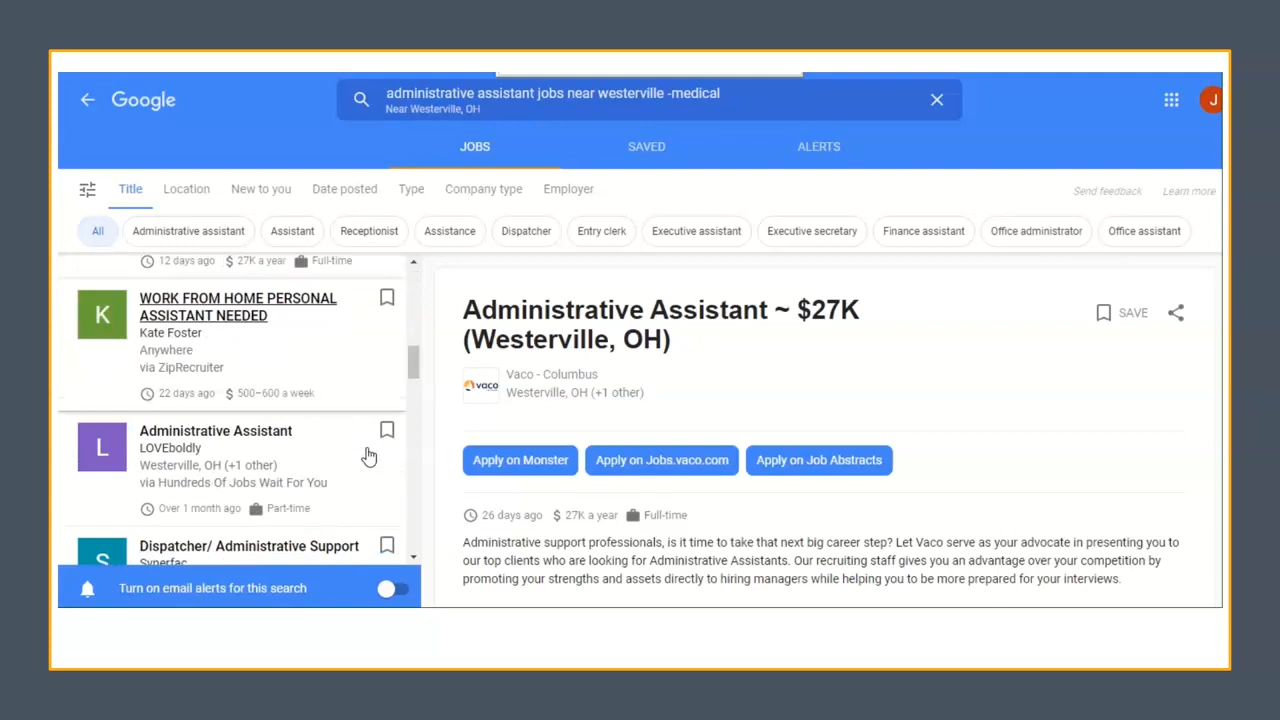 Google
administrative assistant jobs near westerville -medical
Near Westerville, OH
J
JOBS SAVED ALERTS
Title Location New to you Date posted Type Company type Employer
Send feedback Learn more
All Administrative assistant Assistant Receptionist Assistance Dispatcher Entry clerk Executive assistant Executive secretary Finance assistant Office administrator Office assistant
12 days ago $ 27K a year Full-time
K
WORK FROM HOME PERSONAL
ASSISTANT NEEDED
Kate Foster
Anywhere
via ZipRecruiter
22 days ago $ 500–600 a week
L
Administrative Assistant
LOVEboldly
Westerville, OH (+1 other)
via Hundreds Of Jobs Wait For You
Over 1 month ago Part-time
S
Dispatcher/ Administrative Support
Synerfac
Turn on email alerts for this search
Administrative Assistant ~ $27K
(Westerville, OH)
SAVE
vaco
Vaco - Columbus
Westerville, OH (+1 other)
Apply on Monster Apply on Jobs.vaco.com Apply on Job Abstracts
26 days ago $ 27K a year Full-time
Administrative support professionals, is it time to take that next big career step? Let Vaco serve as your advocate in presenting you to
our top clients who are looking for Administrative Assistants. Our recruiting staff gives you an advantage over your competition by
promoting your strengths and assets directly to hiring managers while helping you to be more prepared for your interviews.